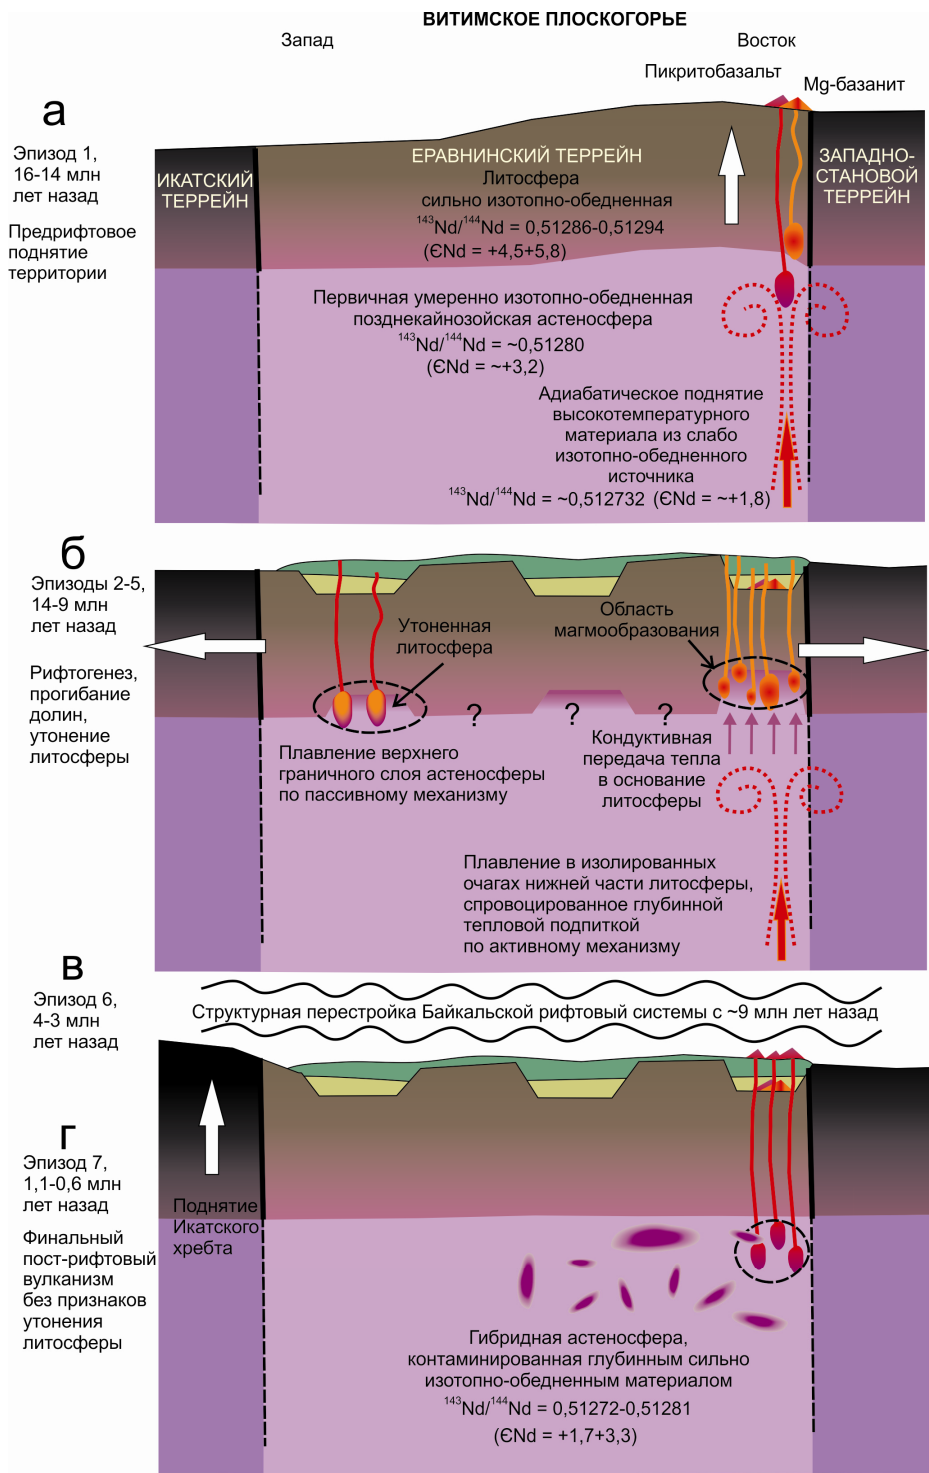 ВИТИМСКОЕ ПЛОСКОГОРЬЕ
Запад
Восток
Пикритобазальт
Mg-базанит
а
Эпизод 1,
16-14 млн
лет назад
Предрифтовое
поднятие
территории
ИКАТСКИЙ
ТЕРРЕЙН
ЕРАВНИНСКИЙ ТЕРРЕЙН
Литосфера
сильно изотопно-обедненная
¹⁴³Nd/¹⁴⁴Nd = 0,51286-0,51294
(ЄNd = +4,5+5,8)
ЗАПАДНО-
СТАНОВОЙ
ТЕРРЕЙН
Первичная умеренно изотопно-обедненная
позднекайнозойская астеносфера
¹⁴³Nd/¹⁴⁴Nd = ~0,51280
(ЄNd = ~+3,2)
Адиабатическое поднятие
высокотемпературного
материала из слабо
изотопно-обедненного
источника
¹⁴³Nd/¹⁴⁴Nd = ~0,512732 (ЄNd = ~+1,8)
б
Эпизоды 2-5,
14-9 млн
лет назад
Рифтогенез,
прогибание
долин,
утонение
литосферы
Утоненная
литосфера
Область
магмообразования
? ? ?
Плавление верхнего
граничного слоя астеносферы
по пассивному механизму
Кондуктивная
передача тепла
в основание
литосферы
Плавление в изолированных
очагах нижней части литосферы,
спровоцированное глубинной
тепловой подпиткой
по активному механизму
в
Эпизод 6,
4-3 млн
лет назад
Структурная перестройка Байкальской рифтовый системы с ~9 млн лет назад
г
Эпизод 7,
1,1-0,6 млн
лет назад
Финальный
пост-рифтовый
вулканизм
без признаков
утонения
литосферы
Поднятие
Икатского
хребта
Гибридная астеносфера,
контаминированная глубинным сильно
изотопно-обедненным материалом
¹⁴³Nd/¹⁴⁴Nd = 0,51272-0,51281
(ЄNd = +1,7+3,3)